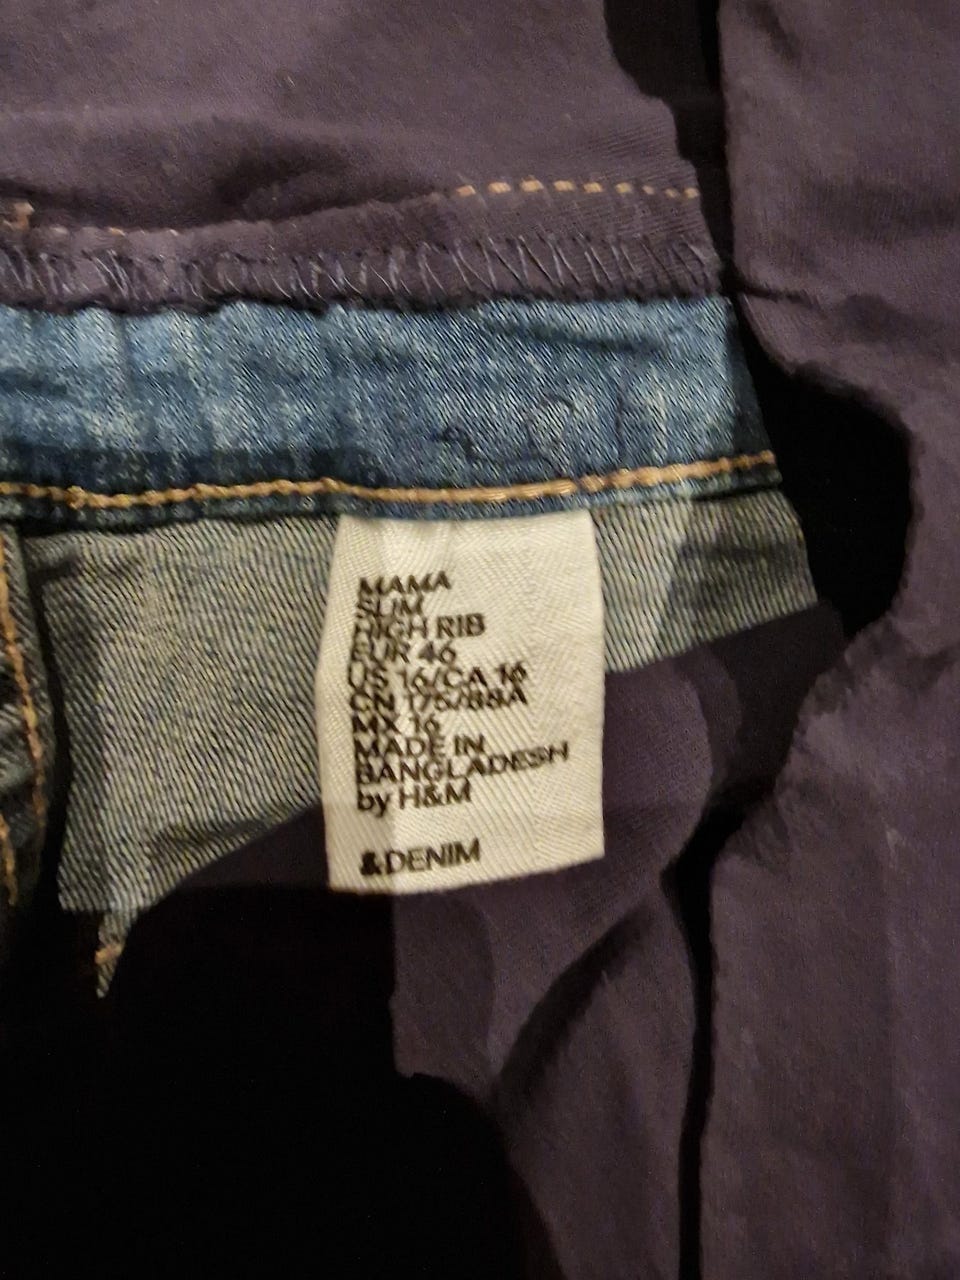 MAMA
SLIM
HIGH RIB
EUR 46
US 16/CA 16
CN 175/88A
MX 16
MADE IN
BANGLADESH
by H&M
&DENIM